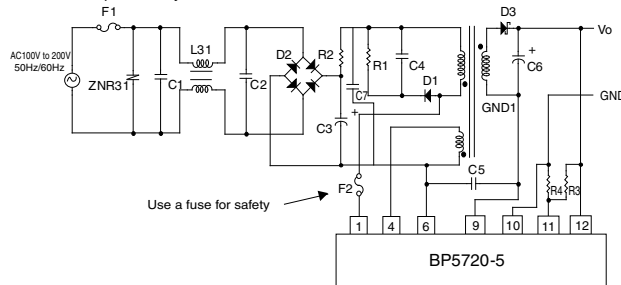 F1
D3
Vo
L31
AC100V to 200V
50Hz/60Hz
ZNR31
C1
C2
D2
R2
R1
C4
D1
C7
C3
+
+
C6
GND1
GND
C5
F2
R4
R3
Use a fuse for safety
1
4
6
9
10
11
12
BP5720-5